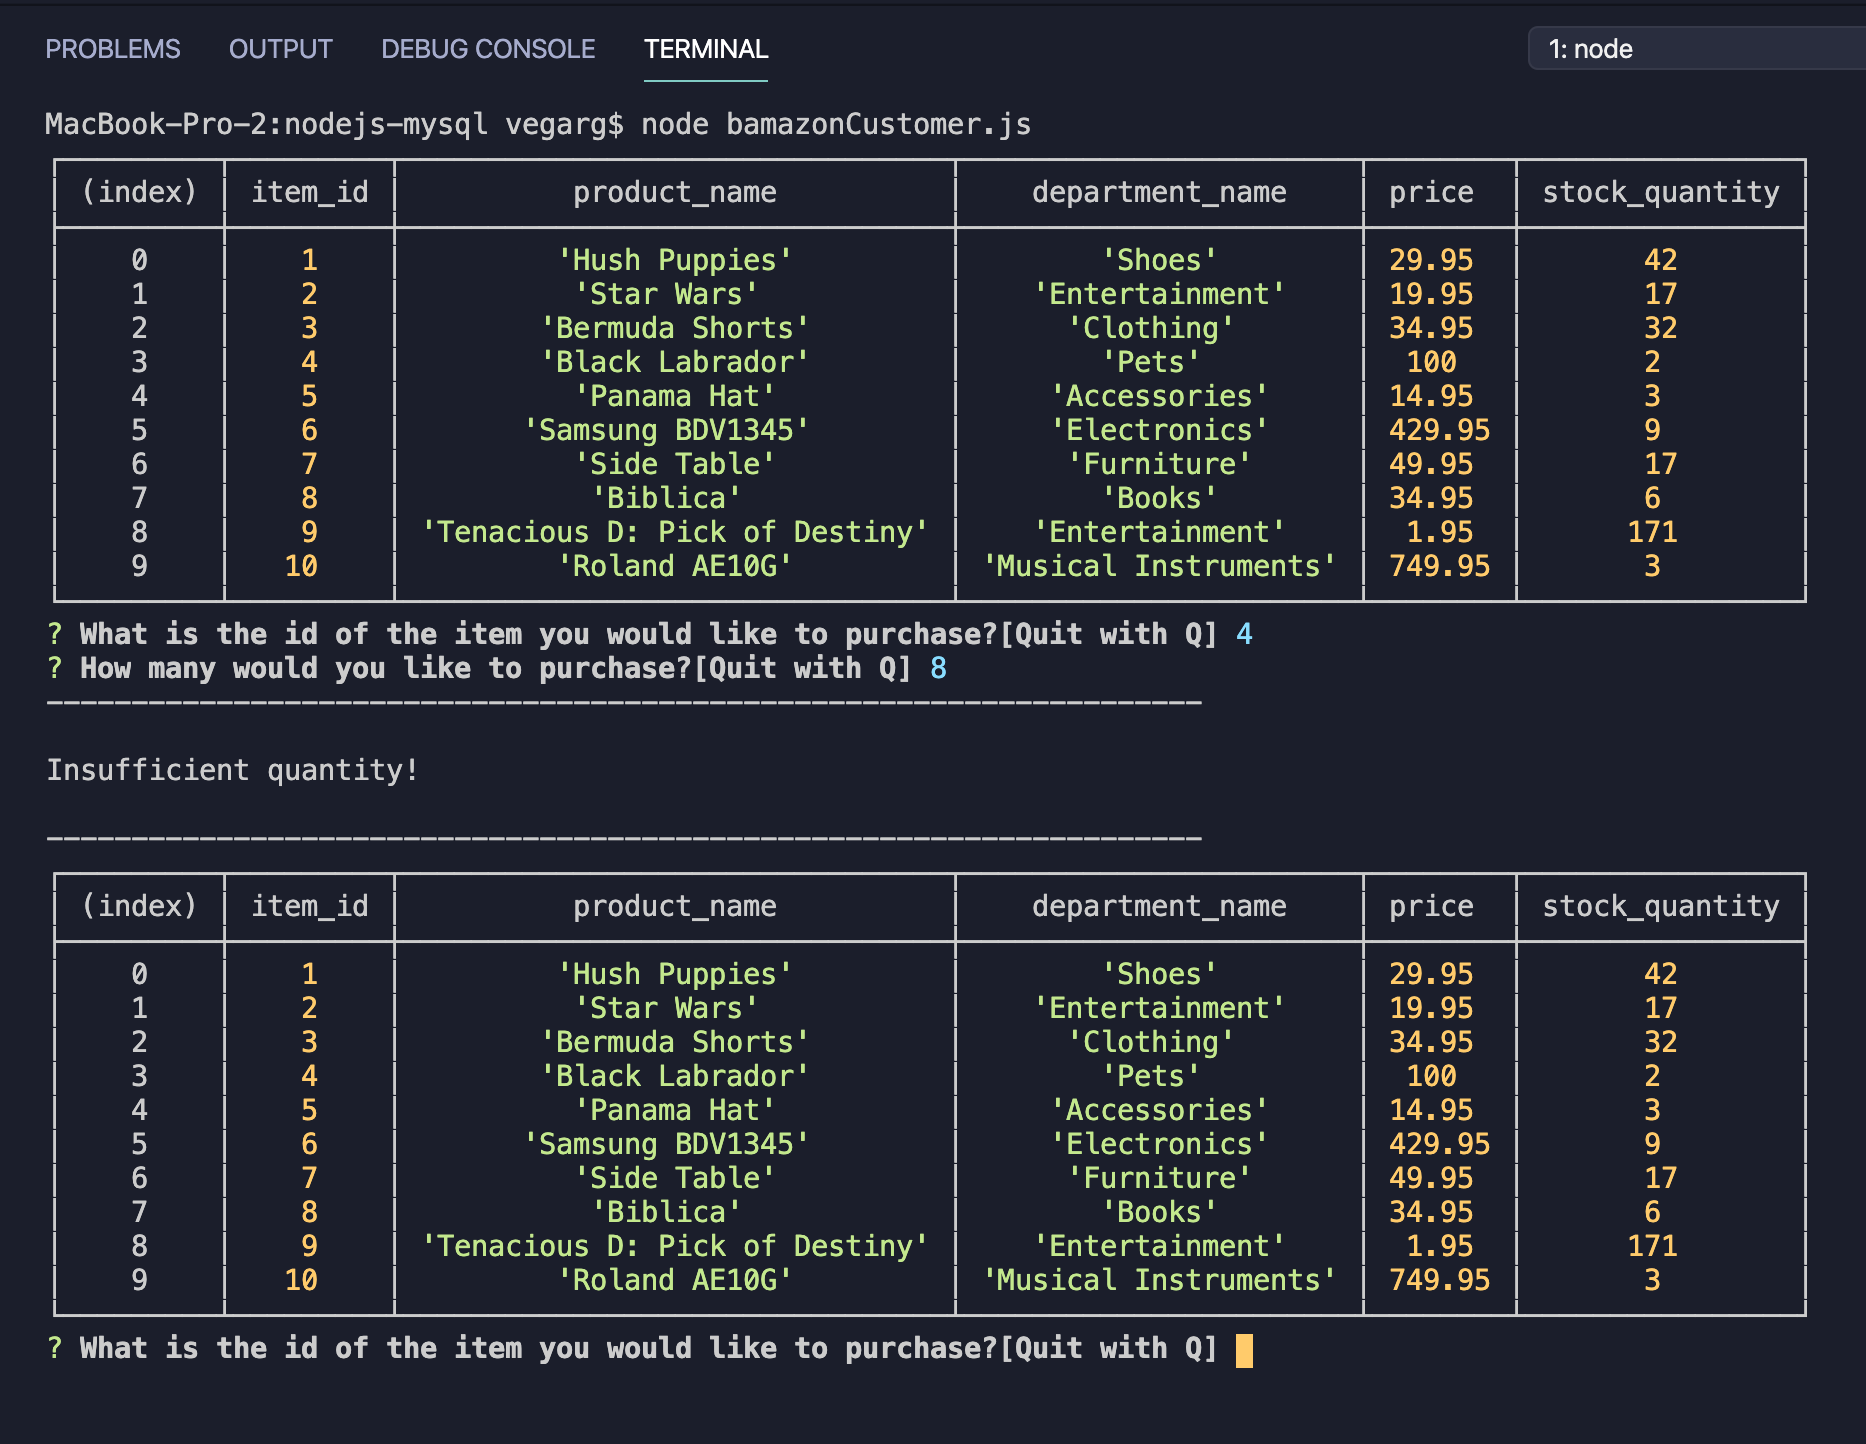 PROBLEMS OUTPUT DEBUG CONSOLE TERMINAL 1: node
MacBook-Pro-2:nodejs-mysql vegarg$ node bamazonCustomer.js
(index) item_id product_name department_name price stock_quantity
0 1 'Hush Puppies' 'Shoes' 29.95 42
1 2 'Star Wars' 'Entertainment' 19.95 17
2 3 'Bermuda Shorts' 'Clothing' 34.95 32
3 4 'Black Labrador' 'Pets' 100 2
4 5 'Panama Hat' 'Accessories' 14.95 3
5 6 'Samsung BDV1345' 'Electronics' 429.95 9
6 7 'Side Table' 'Furniture' 49.95 17
7 8 'Biblica' 'Books' 34.95 6
8 9 'Tenacious D: Pick of Destiny' 'Entertainment' 1.95 171
9 10 'Roland AE10G' 'Musical Instruments' 749.95 3
? What is the id of the item you would like to purchase?[Quit with Q] 4
? How many would you like to purchase?[Quit with Q] 8
--------------------------------------------------------------------
Insufficient quantity!
--------------------------------------------------------------------
(index) item_id product_name department_name price stock_quantity
0 1 'Hush Puppies' 'Shoes' 29.95 42
1 2 'Star Wars' 'Entertainment' 19.95 17
2 3 'Bermuda Shorts' 'Clothing' 34.95 32
3 4 'Black Labrador' 'Pets' 100 2
4 5 'Panama Hat' 'Accessories' 14.95 3
5 6 'Samsung BDV1345' 'Electronics' 429.95 9
6 7 'Side Table' 'Furniture' 49.95 17
7 8 'Biblica' 'Books' 34.95 6
8 9 'Tenacious D: Pick of Destiny' 'Entertainment' 1.95 171
9 10 'Roland AE10G' 'Musical Instruments' 749.95 3
? What is the id of the item you would like to purchase?[Quit with Q]